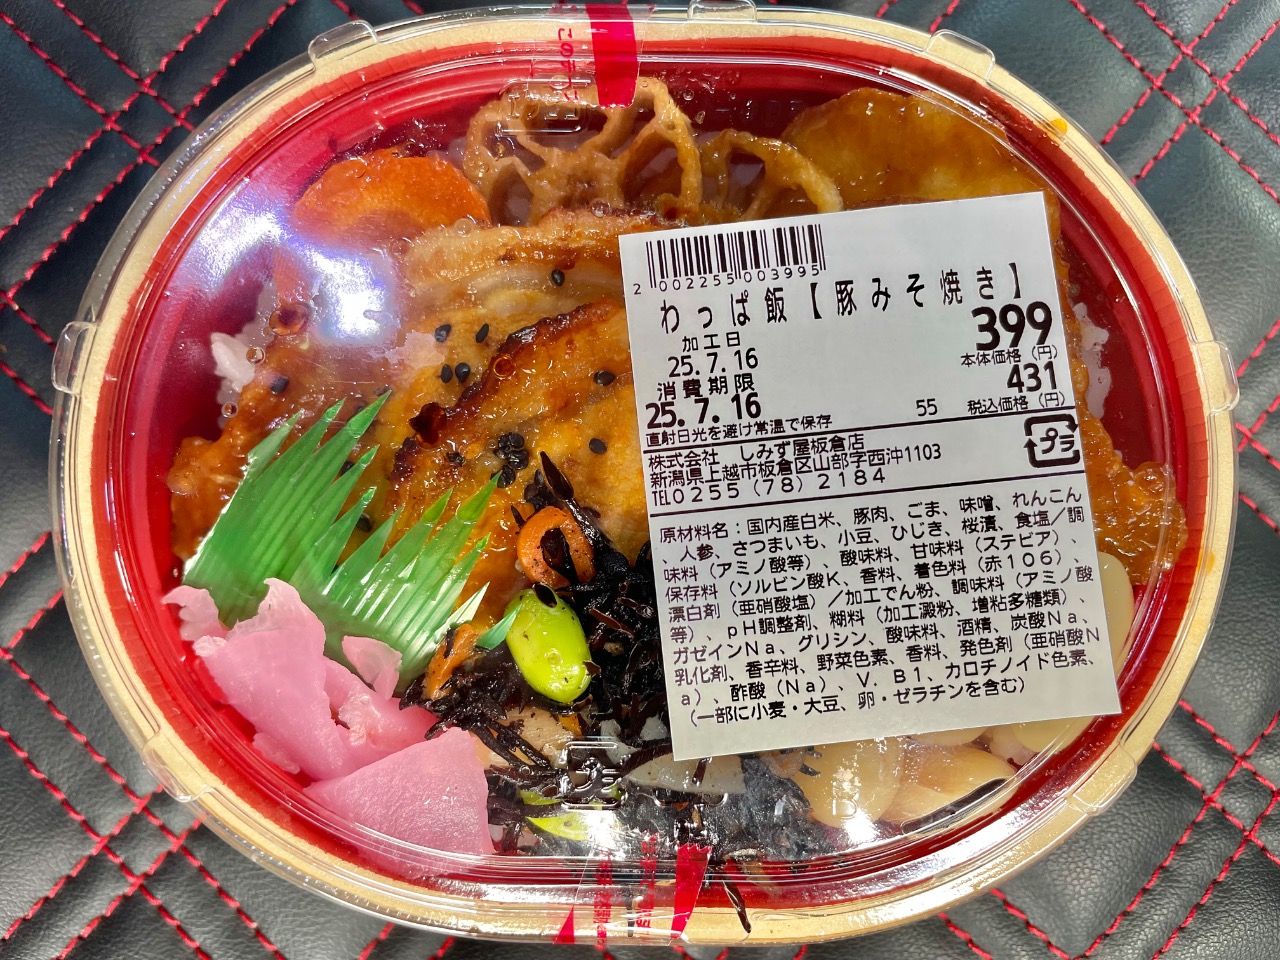 このテー
2 002255 003995
わっぱ飯【豚みそ焼き】
加工日
399
25.7.16
本体価格(円)
消費期限
431
25.7.16
55 税込価格(円)
直射日光を避け常温で保存
株式会社 しみず屋板倉店
新潟県上越市板倉区山部字西沖1103
TEL0255(78)2184
プラ
原材料名:国内産白米、豚肉、ごま、味噌、れんこん
、人参、さつまいも、小豆、ひじき、桜漬、食塩/調
味料(アミノ酸等)、酸味料、甘味料(ステビア)、
保存料(ソルビン酸K、香料、着色料(赤106)、
漂白剤(亜硝酸塩)/加工でん粉、調味料(アミノ酸
等)、pH調整剤、糊料(加工澱粉、増粘多糖類)、
ガゼインNa、グリシン、酸味料、酒精、炭酸Na、
乳化剤、香辛料、野菜色素、香料、発色剤(亜硝酸N
a)、酢酸(Na)、V.B1、カロチノイド色素、
(一部に小麦・大豆、卵・ゼラチンを含む)
プラ